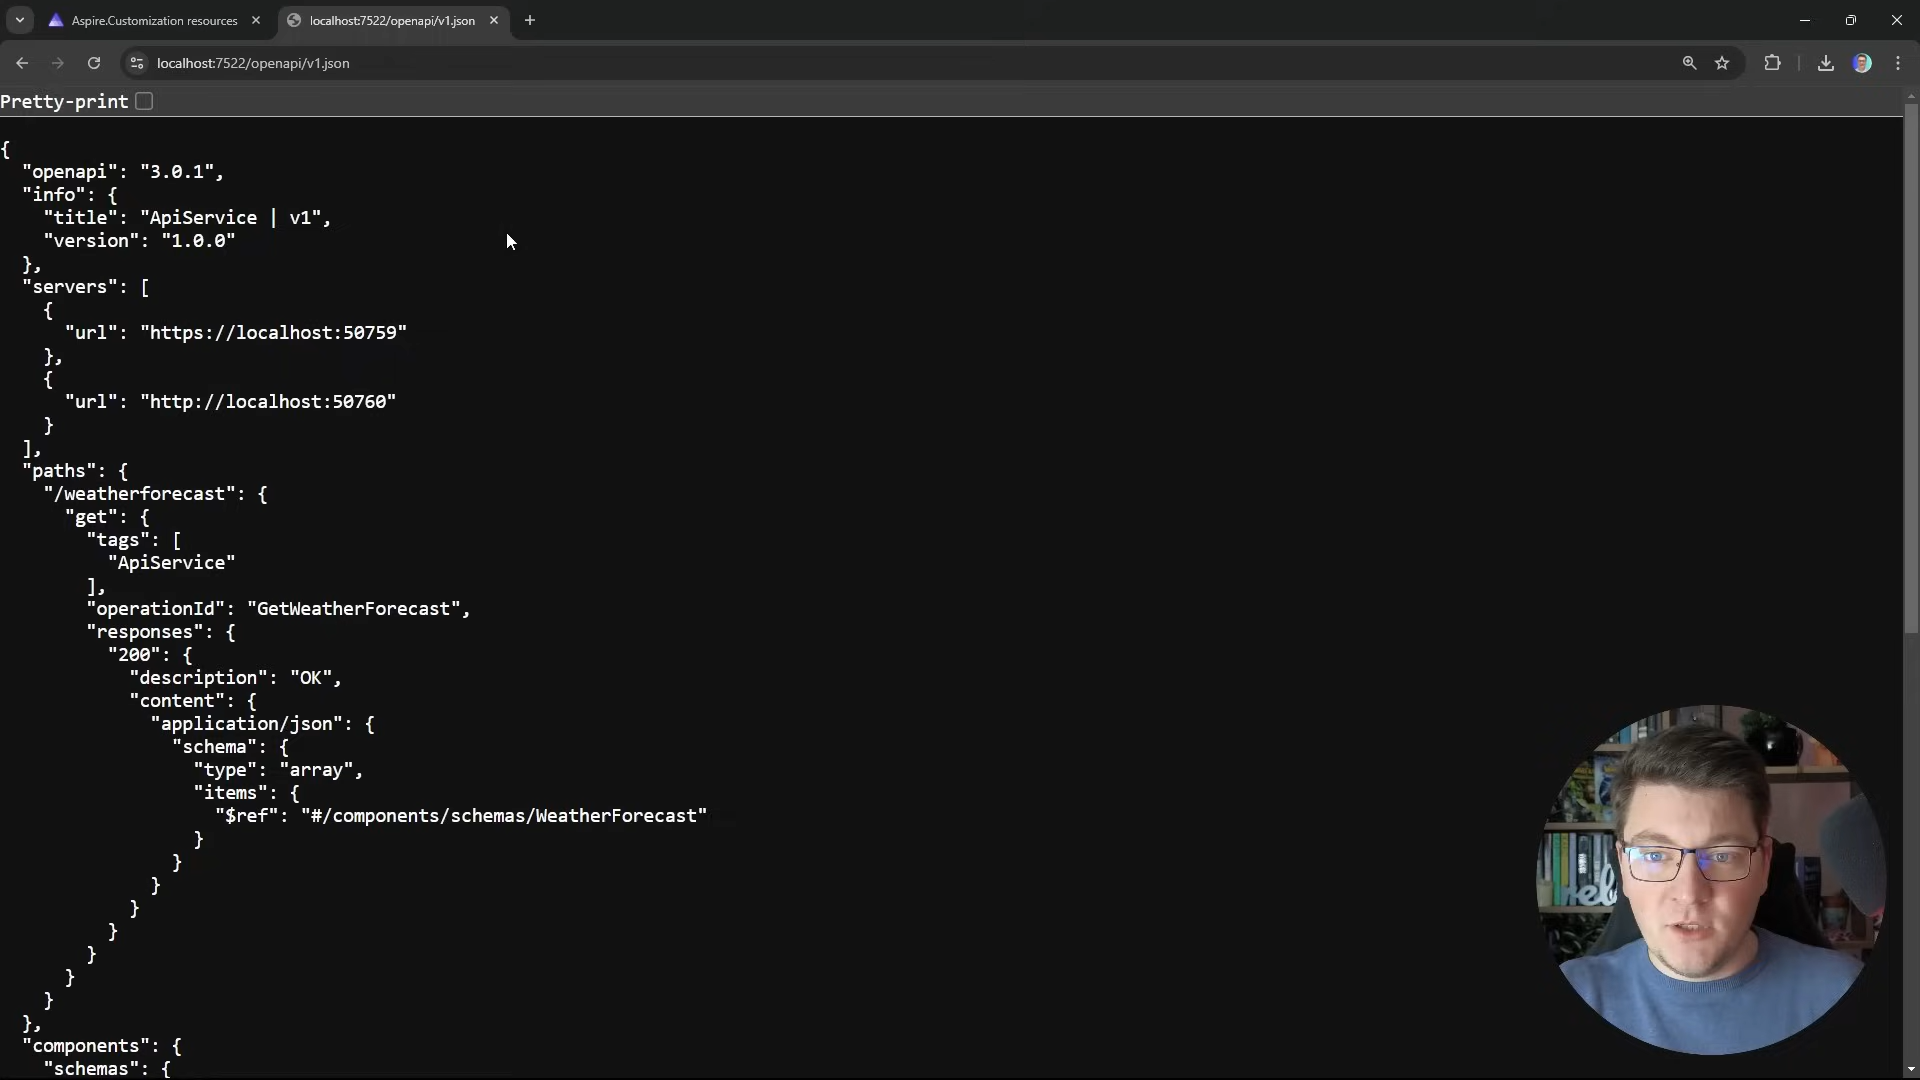 Aspire.Customization resources
localhost:7522/openapi/v1.json
localhost:7522/openapi/v1.json
Pretty-print
{
  "openapi": "3.0.1",
  "info": {
    "title": "ApiService | v1",
    "version": "1.0.0"
  },
  "servers": [
    {
      "url": "https://localhost:50759"
    },
    {
      "url": "http://localhost:50760"
    }
  ],
  "paths": {
    "/weatherforecast": {
      "get": {
        "tags": [
          "ApiService"
        ],
        "operationId": "GetWeatherForecast",
        "responses": {
          "200": {
            "description": "OK",
            "content": {
              "application/json": {
                "schema": {
                  "type": "array",
                  "items": {
                    "$ref": "#/components/schemas/WeatherForecast"
                  }
                }
              }
            }
          }
        }
      }
    }
  },
  "components": {
    "schemas": {